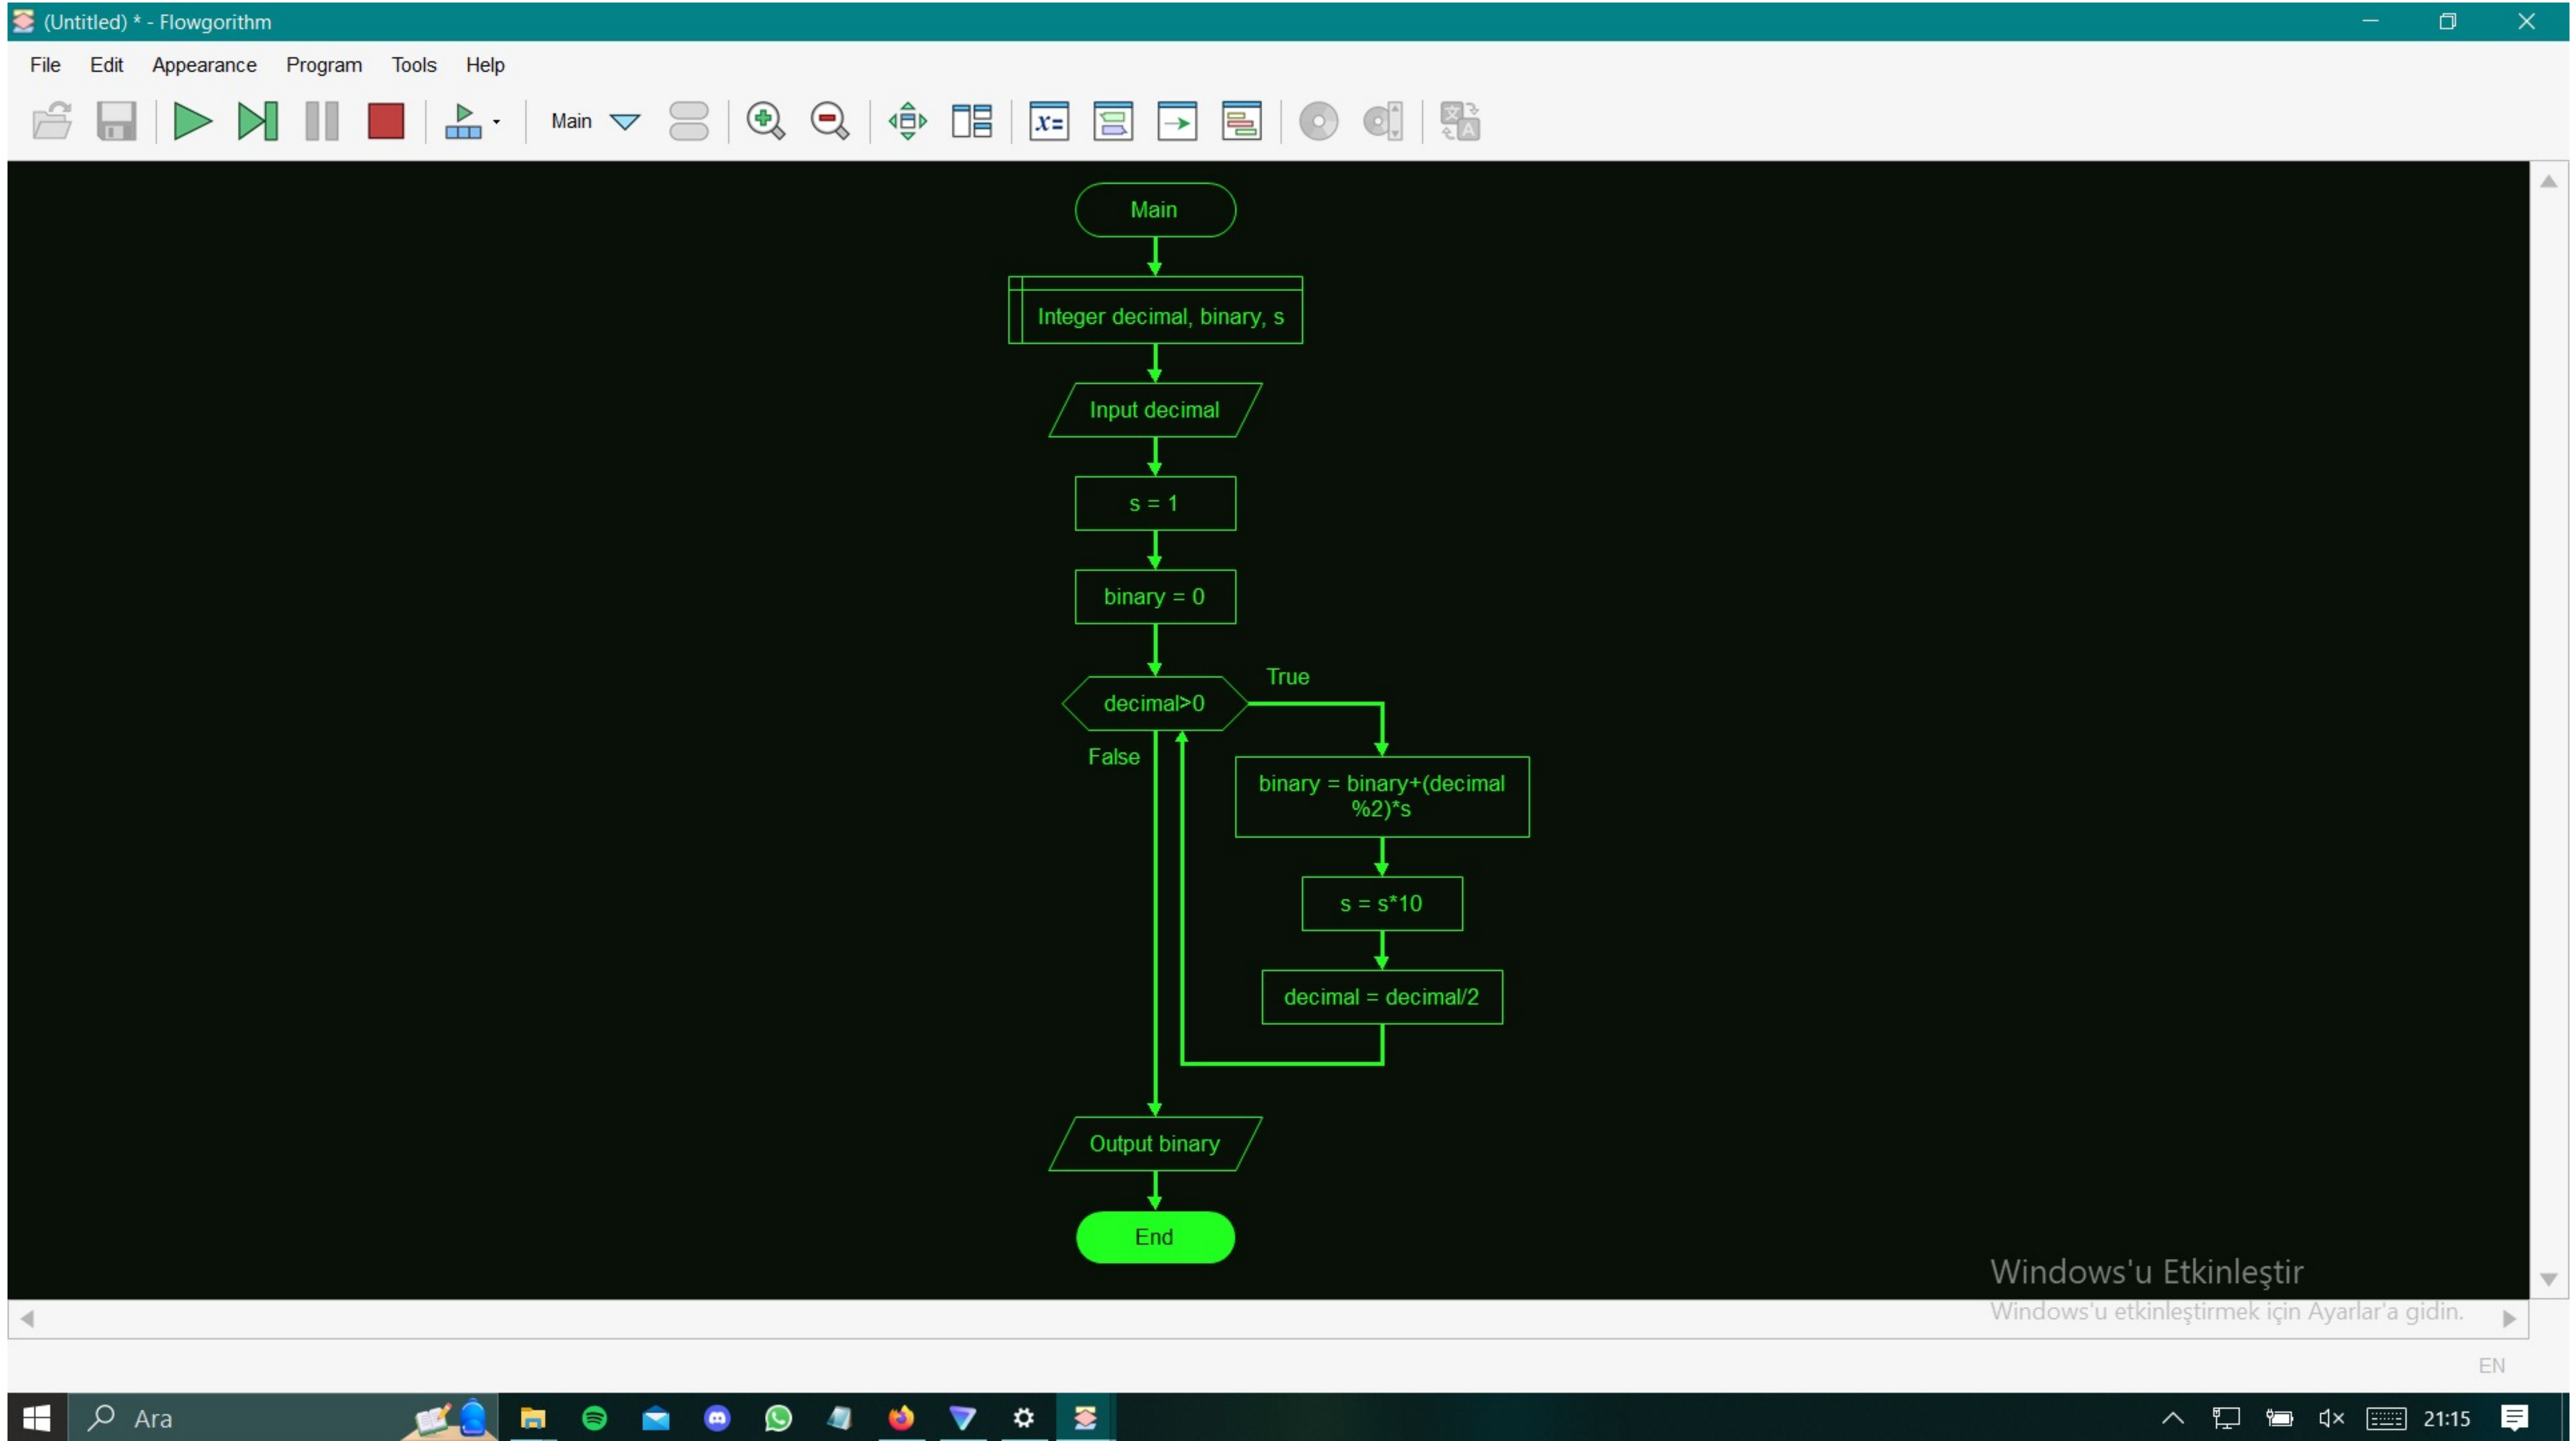 (Untitled) * - Flowgorithm
File Edit Appearance Program Tools Help
Main
x=
Main
Integer decimal, binary, s
Input decimal
s = 1
binary = 0
decimal>0
True
False
binary = binary+(decimal
%2)*s
s = s*10
decimal = decimal/2
Output binary
End
Windows'u Etkinleştir
Windows'u etkinleştirmek için Ayarlar'a gidin.
EN
Ara
21:15